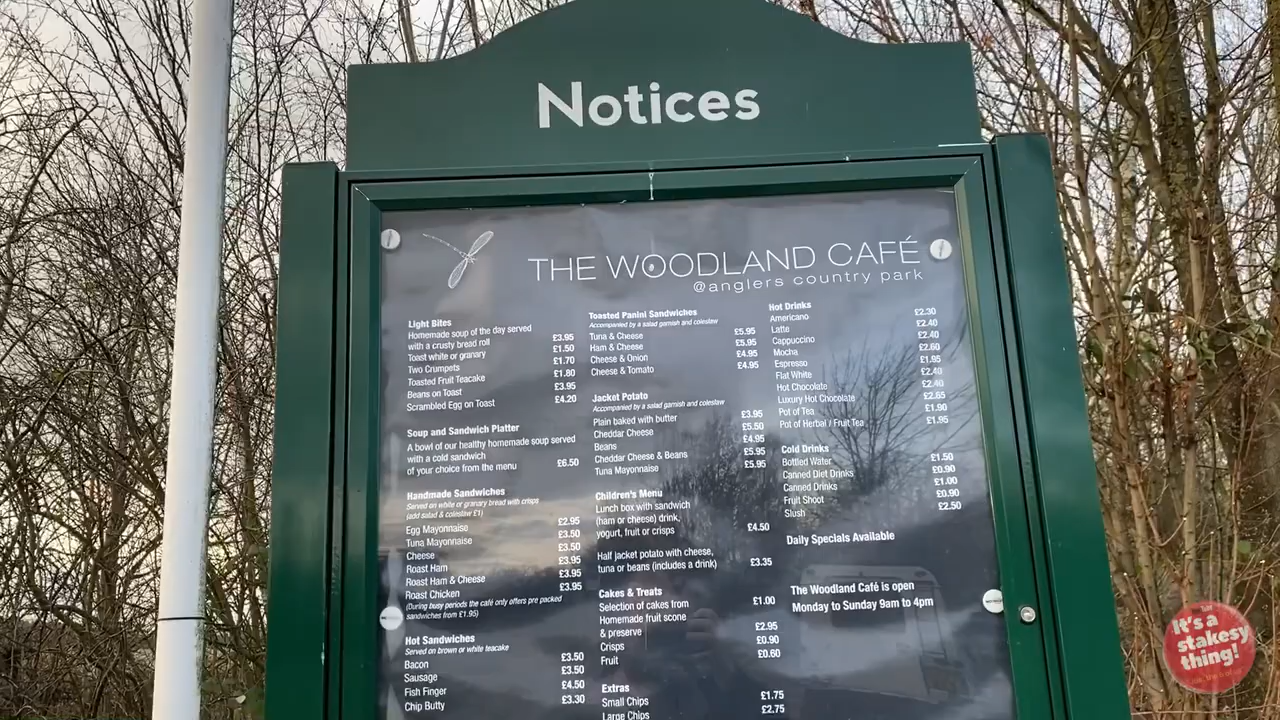 Notices
THE WOODLAND CAFÉ
@anglers country park
Light Bites
Homemade soup of the day served
with a crusty bread roll £3.95
Toast white or granary £1.50
Two Crumpets £1.70
Toasted Fruit Teacake £1.80
Beans on Toast £3.95
Scrambled Egg on Toast £4.20
Soup and Sandwich Platter
A bowl of our healthy homemade soup served
with a cold sandwich
of your choice from the menu £6.50
Handmade Sandwiches
Served on white or granary bread with crisps
(add salad & coleslaw £1)
Egg Mayonnaise £2.95
Tuna Mayonnaise £3.50
Cheese £3.50
Roast Ham £3.95
Roast Ham & Cheese £3.95
Roast Chicken £3.95
(During busy periods the café only offers pre packed
sandwiches from £1.95)
Hot Sandwiches
Served on brown or white teacake
Bacon £3.50
Sausage £3.50
Fish Finger £4.50
Chip Butty £3.30
Toasted Panini Sandwiches
Accompanied by a salad garnish and coleslaw
Tuna & Cheese £5.95
Ham & Cheese £5.95
Cheese & Onion £4.95
Cheese & Tomato £4.95
Jacket Potato
Accompanied by a salad garnish and coleslaw
Plain baked with butter £3.95
Cheddar Cheese £5.50
Beans £4.95
Cheddar Cheese & Beans £5.95
Tuna Mayonnaise £5.95
Children's Menu
Lunch box with sandwich
(ham or cheese) drink,
yogurt, fruit or crisps £4.50
Half jacket potato with cheese,
tuna or beans (includes a drink) £3.35
Cakes & Treats
Selection of cakes from £1.00
Homemade fruit scone
& preserve £2.95
Crisps £0.90
Fruit £0.60
Extras
Small Chips £1.75
Large Chips £2.75
Hot Drinks
Americano £2.30
Latte £2.40
Cappuccino £2.40
Mocha £2.60
Espresso £1.95
Flat White £2.40
Hot Chocolate £2.40
Luxury Hot Chocolate £2.65
Pot of Tea £1.90
Pot of Herbal / Fruit Tea £1.95
Cold Drinks
Bottled Water £1.50
Canned Diet Drinks £0.90
Canned Drinks £1.00
Fruit Shoot £0.90
Slush £2.50
Daily Specials Available
The Woodland Café is open
Monday to Sunday 9am to 4pm
It's a
stakesy
thing!